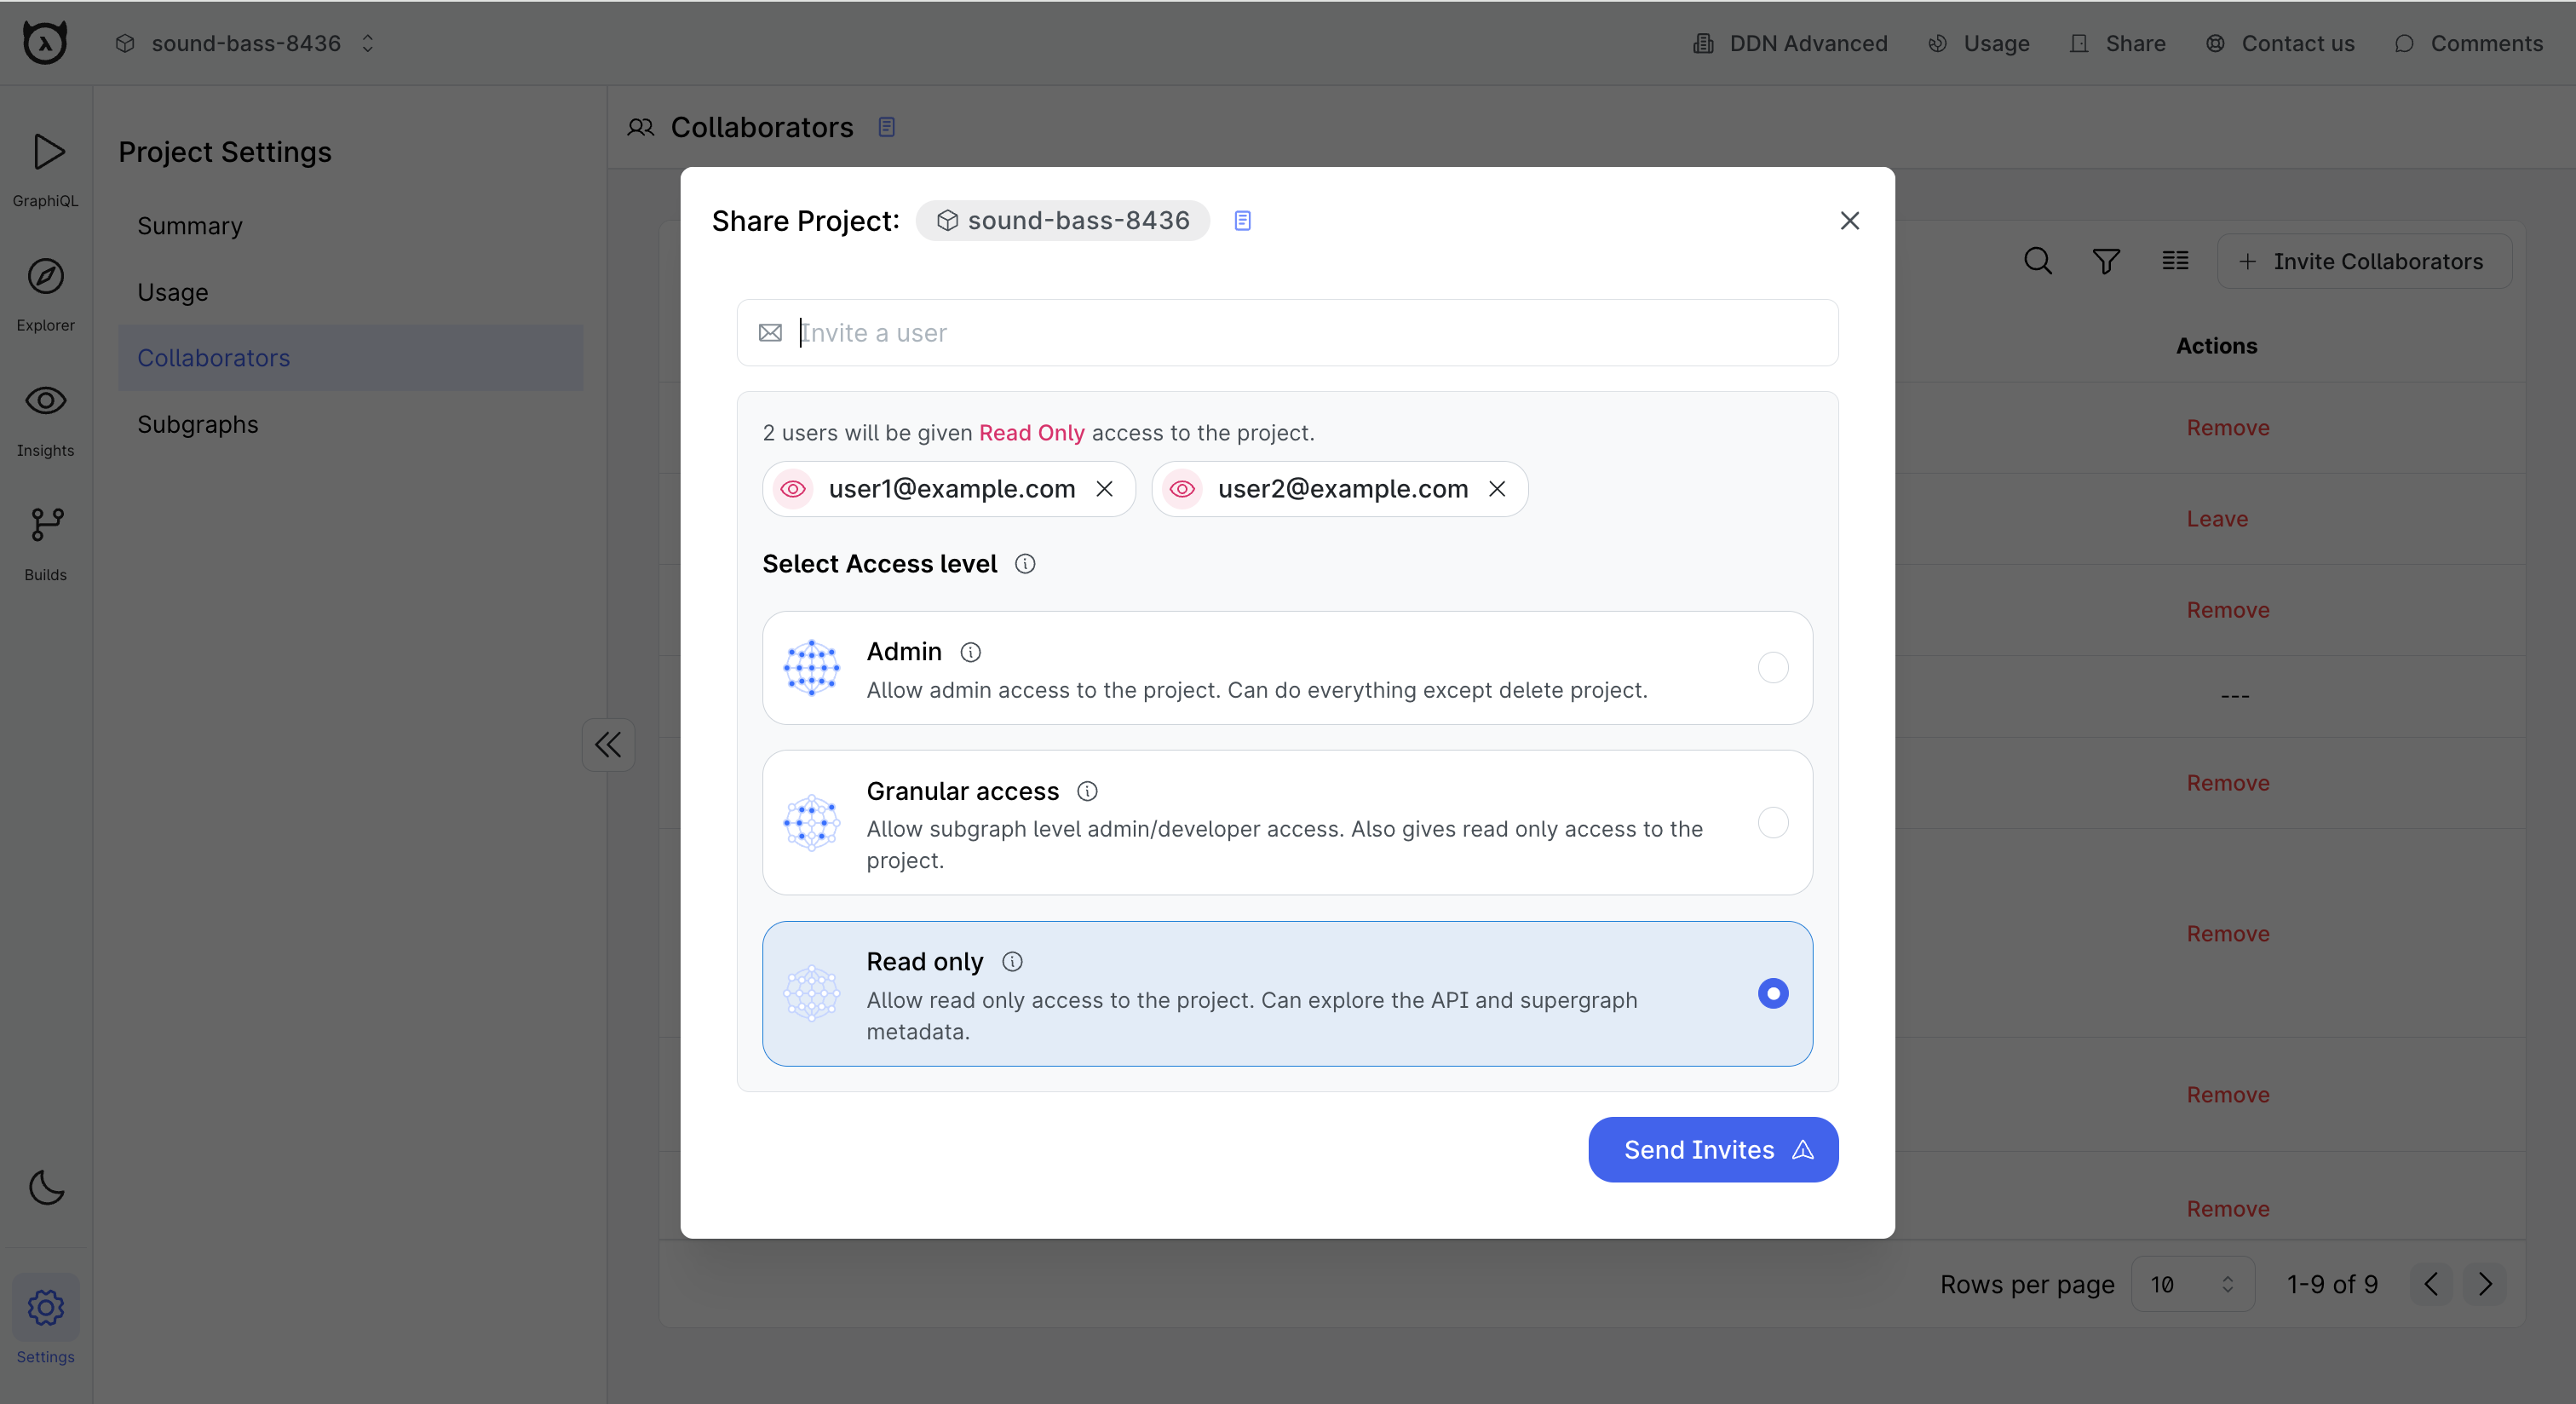 sound-bass-8436
DDN Advanced
Usage
Share
Contact us
Comments
GraphiQL
Explorer
Insights
Builds
Settings
Project Settings
Summary
Usage
Collaborators
Subgraphs
Collaborators
Invite Collaborators
Actions
Remove
Leave
Remove
---
Remove
Remove
Remove
Remove
Rows per page 10 1-9 of 9
Share Project: sound-bass-8436
Invite a user
2 users will be given Read Only access to the project.
user1@example.com user2@example.com
Select Access level
Admin
Allow admin access to the project. Can do everything except delete project.
Granular access
Allow subgraph level admin/developer access. Also gives read only access to the
project.
Read only
Allow read only access to the project. Can explore the API and supergraph
metadata.
Send Invites